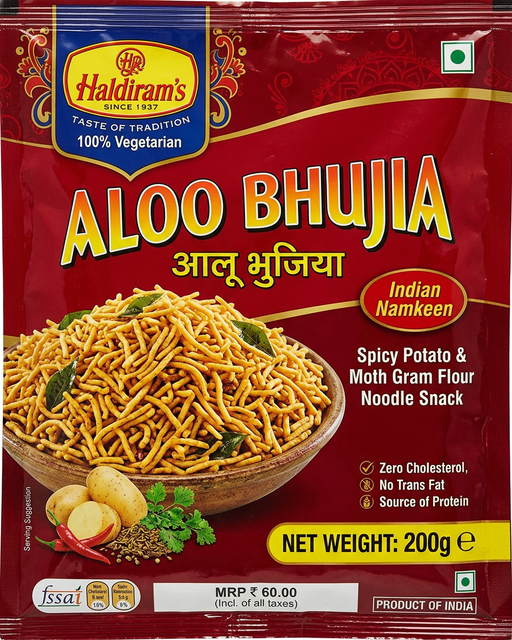 HR
Haldiram's
SINCE 1937
TASTE OF TRADITION
100% Vegetarian
ALOO BHUJIA
आलू भुजिया
Indian
Namkeen
Spicy Potato &
Moth Gram Flour
Noodle Snack
Zero Cholesterol,
No Trans Fat
Source of Protein
Serving Suggestion
NET WEIGHT: 200g ℮
fssai
MRP ₹ 60.00
(Incl. of all taxes)
PRODUCT OF INDIA